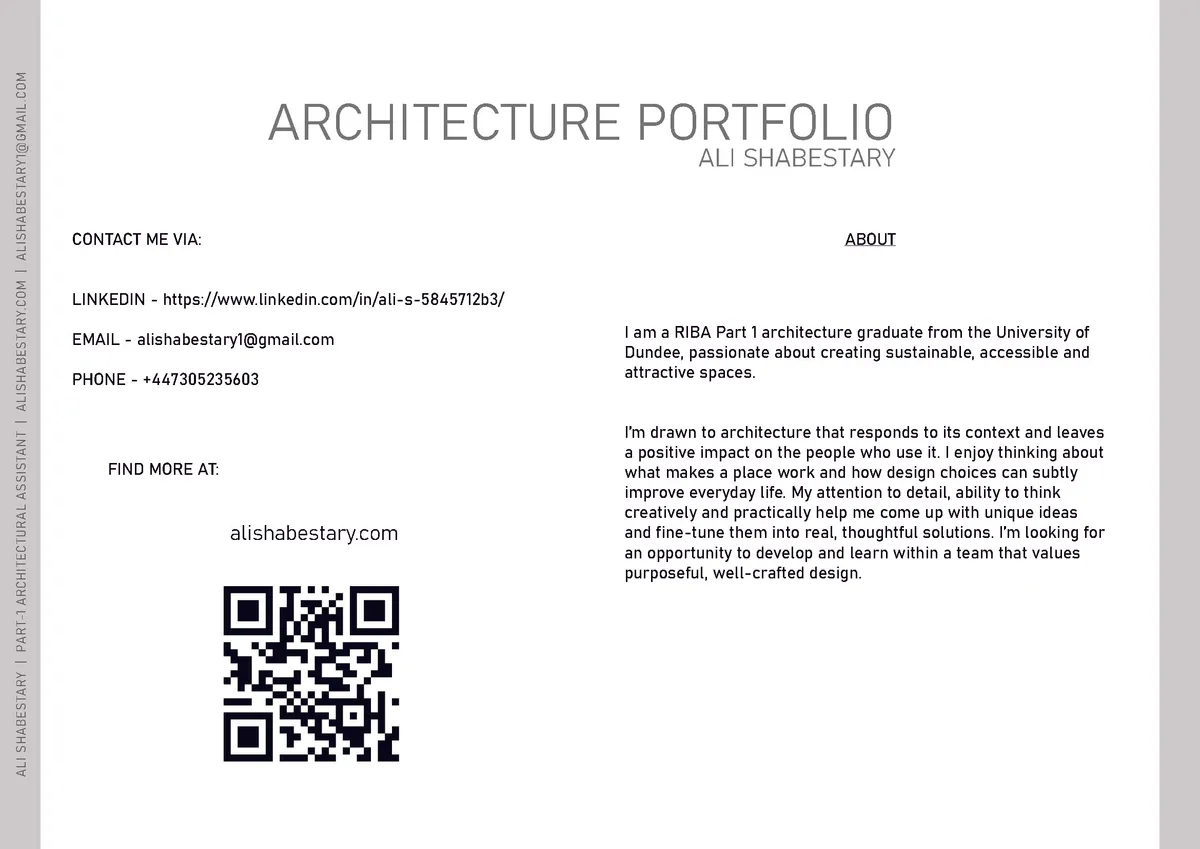 ARCHITECTURE PORTFOLIO
ALI SHABESTARY
CONTACT ME VIA:
LINKEDIN - https://www.linkedin.com/in/ali-s-5845712b3/
EMAIL - alishabestary1@gmail.com
PHONE - +447305235603
FIND MORE AT:
alishabestary.com
ABOUT
I am a RIBA Part 1 architecture graduate from the University of
Dundee, passionate about creating sustainable, accessible and
attractive spaces.
I'm drawn to architecture that responds to its context and leaves
a positive impact on the people who use it. I enjoy thinking about
what makes a place work and how design choices can subtly
improve everyday life. My attention to detail, ability to think
creatively and practically help me come up with unique ideas
and fine-tune them into real, thoughtful solutions. I'm looking for
an opportunity to develop and learn within a team that values
purposeful, well-crafted design.
ALI SHABESTARY | PART-1 ARCHITECTURAL ASSISTANT | ALISHABESTARY.COM | ALISHABESTARY1@GMAIL.COM